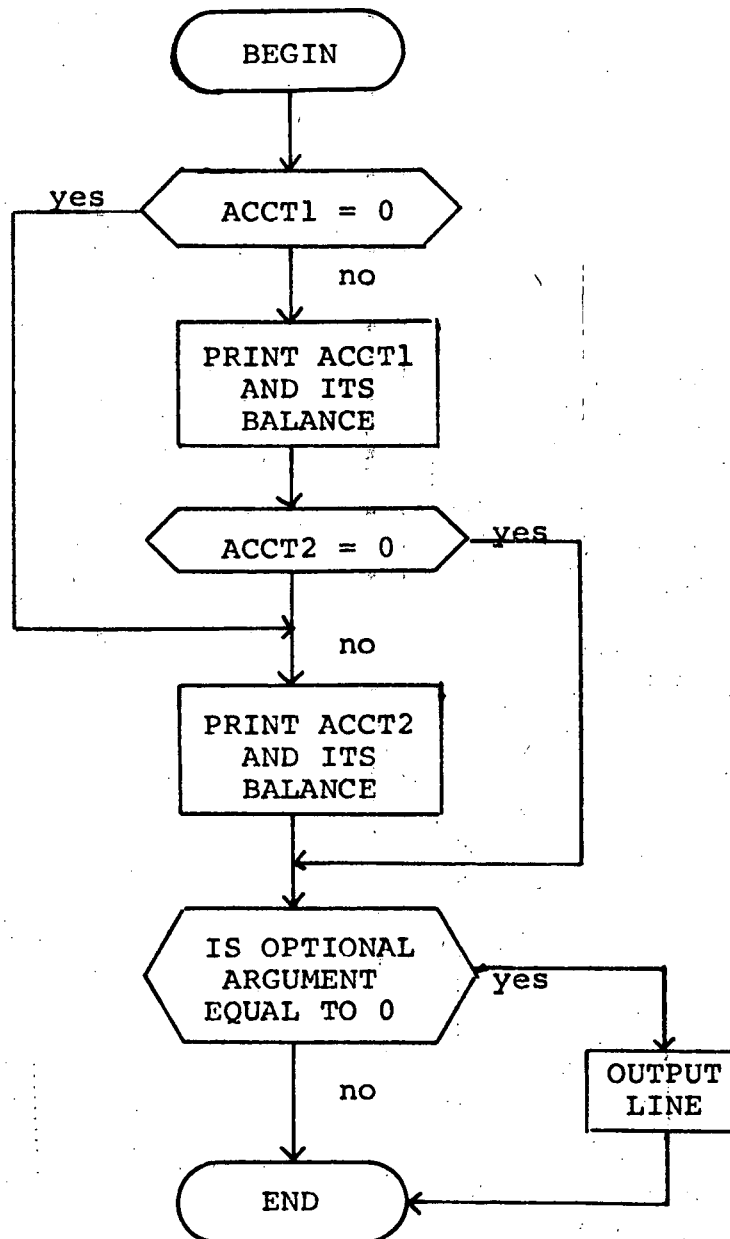 BEGIN
yes
ACCT1 = 0
no
PRINT ACCT1
AND ITS
BALANCE
ACCT2 = 0
yes
no
PRINT ACCT2
AND ITS
BALANCE
IS OPTIONAL
ARGUMENT
EQUAL TO 0
yes
OUTPUT
LINE
no
END